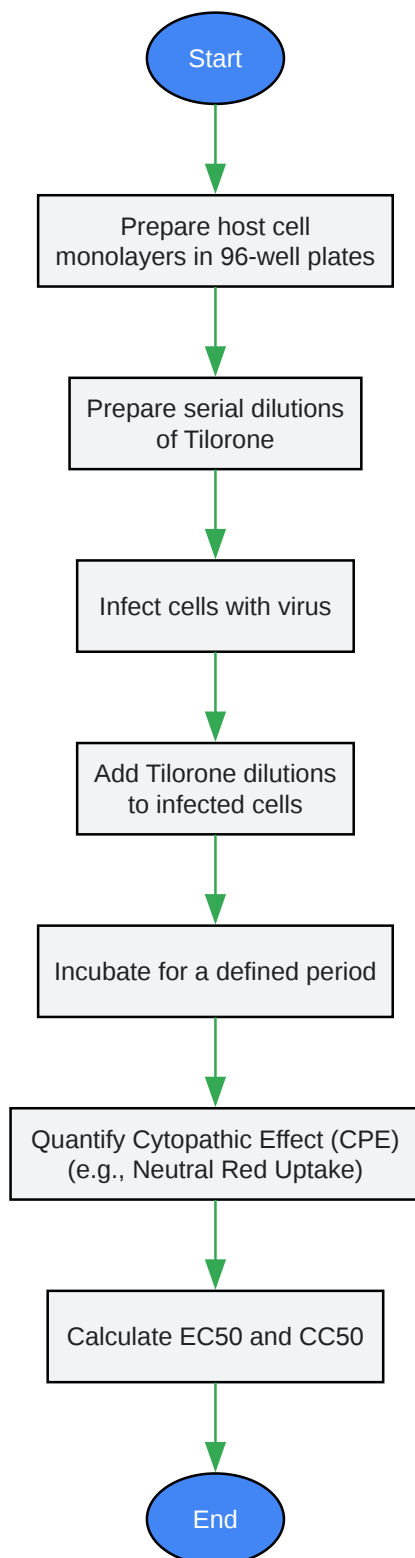 Start
Prepare host cell
monolayers in 96-well plates
Prepare serial dilutions
of Tilorone
Infect cells with virus
Add Tilorone dilutions
to infected cells
Incubate for a defined period
Quantify Cytopathic Effect (CPE)
(e.g., Neutral Red Uptake)
Calculate EC50 and CC50
End